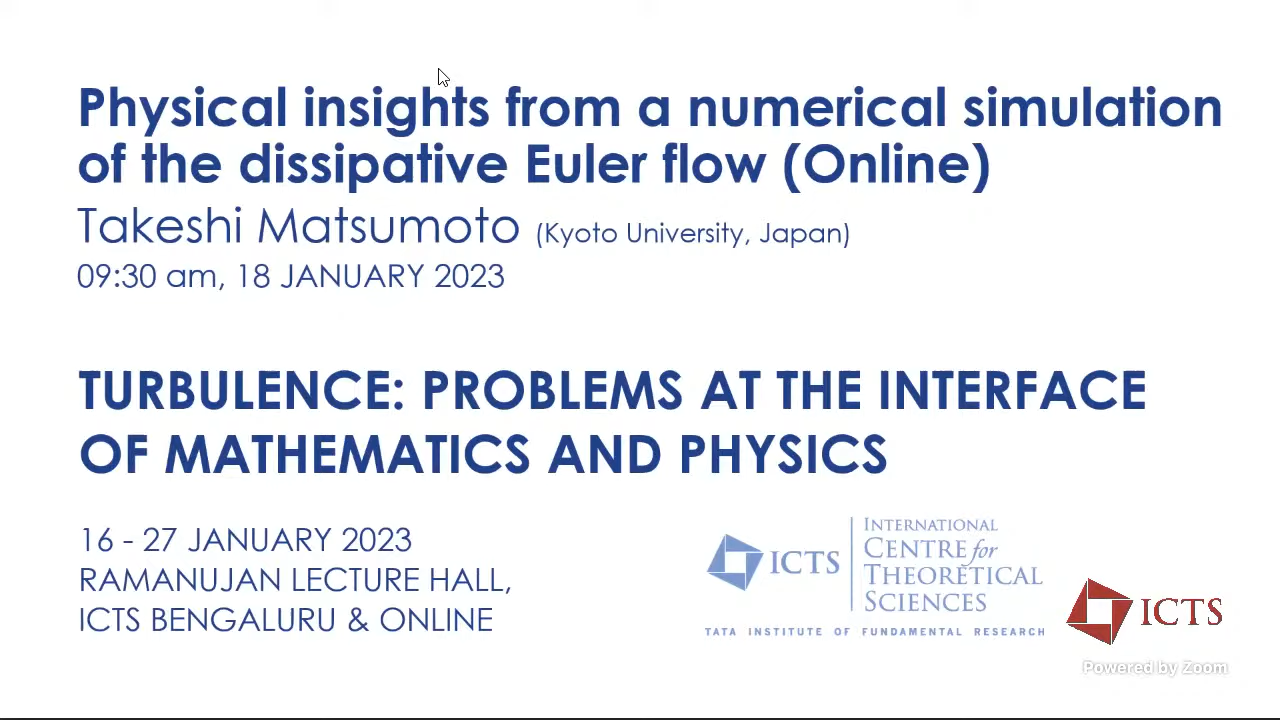 Physical insights from a numerical simulation
of the dissipative Euler flow (Online)
Takeshi Matsumoto (Kyoto University, Japan)
09:30 am, 18 JANUARY 2023
TURBULENCE: PROBLEMS AT THE INTERFACE
OF MATHEMATICS AND PHYSICS
16 - 27 JANUARY 2023
RAMANUJAN LECTURE HALL,
ICTS BENGALURU & ONLINE
ICTS
INTERNATIONAL
CENTRE for
THEORETICAL
SCIENCES
TATA INSTITUTE OF FUNDAMENTAL RESEARCH
ICTS
Powered by Zoom